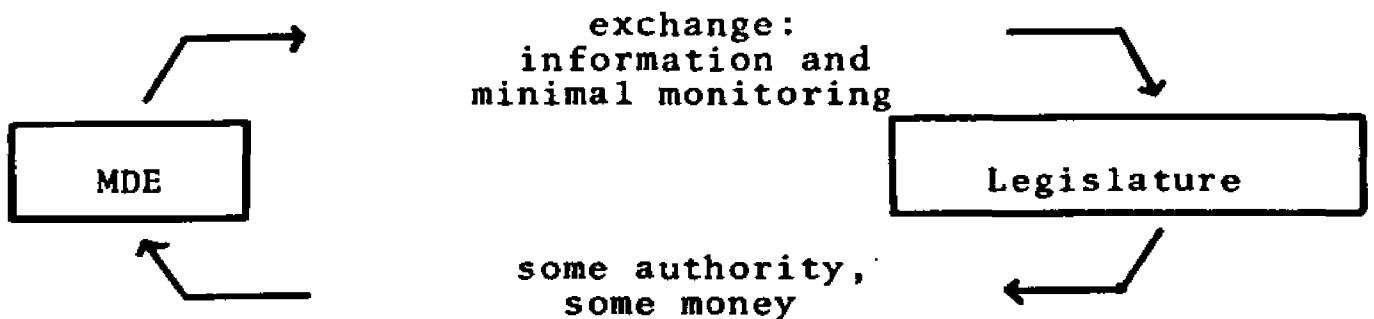 exchange:
information and
minimal monitoring
MDE
Legislature
some authority,
some money